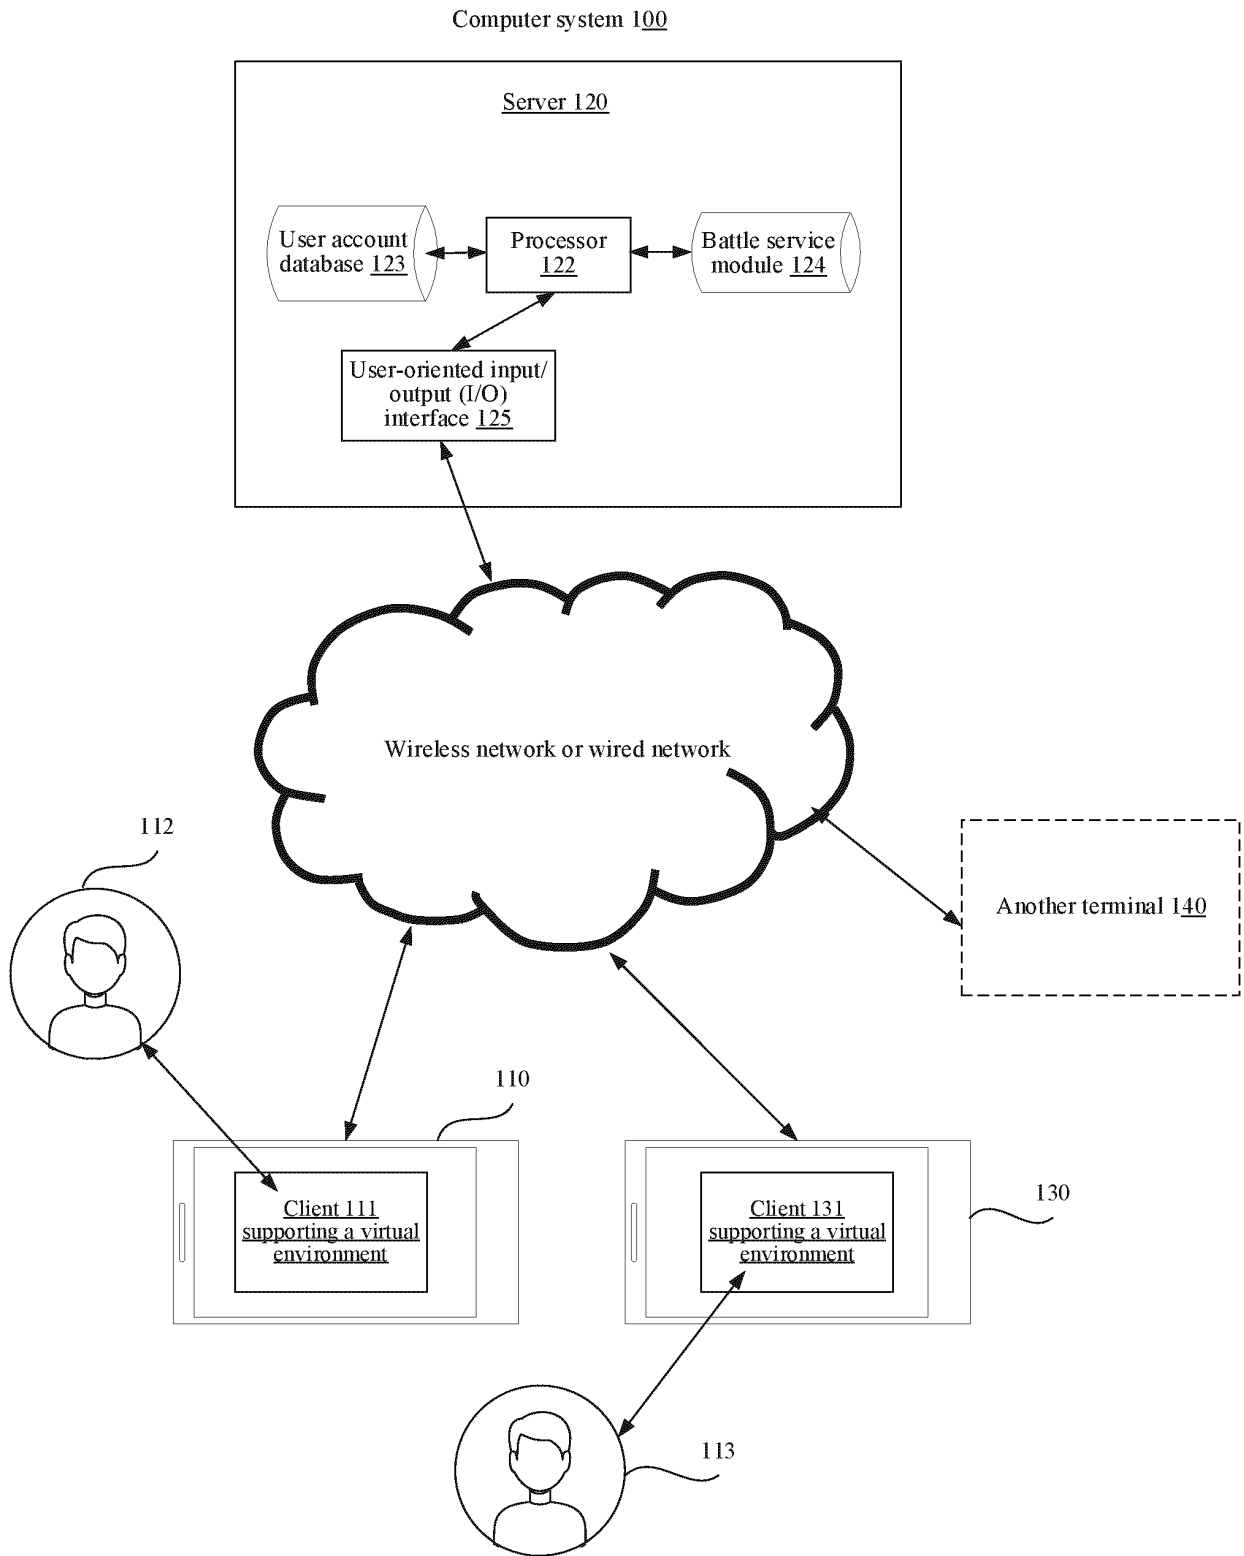 Computer system 100
Server 120
User account
database 123
Processor
122
Battle service
module 124
User-oriented input/
output (I/O)
interface 125
Wireless network or wired network
112
Another terminal 140
110
Client 111
supporting a virtual
environment
Client 131
supporting a virtual
environment
130
113